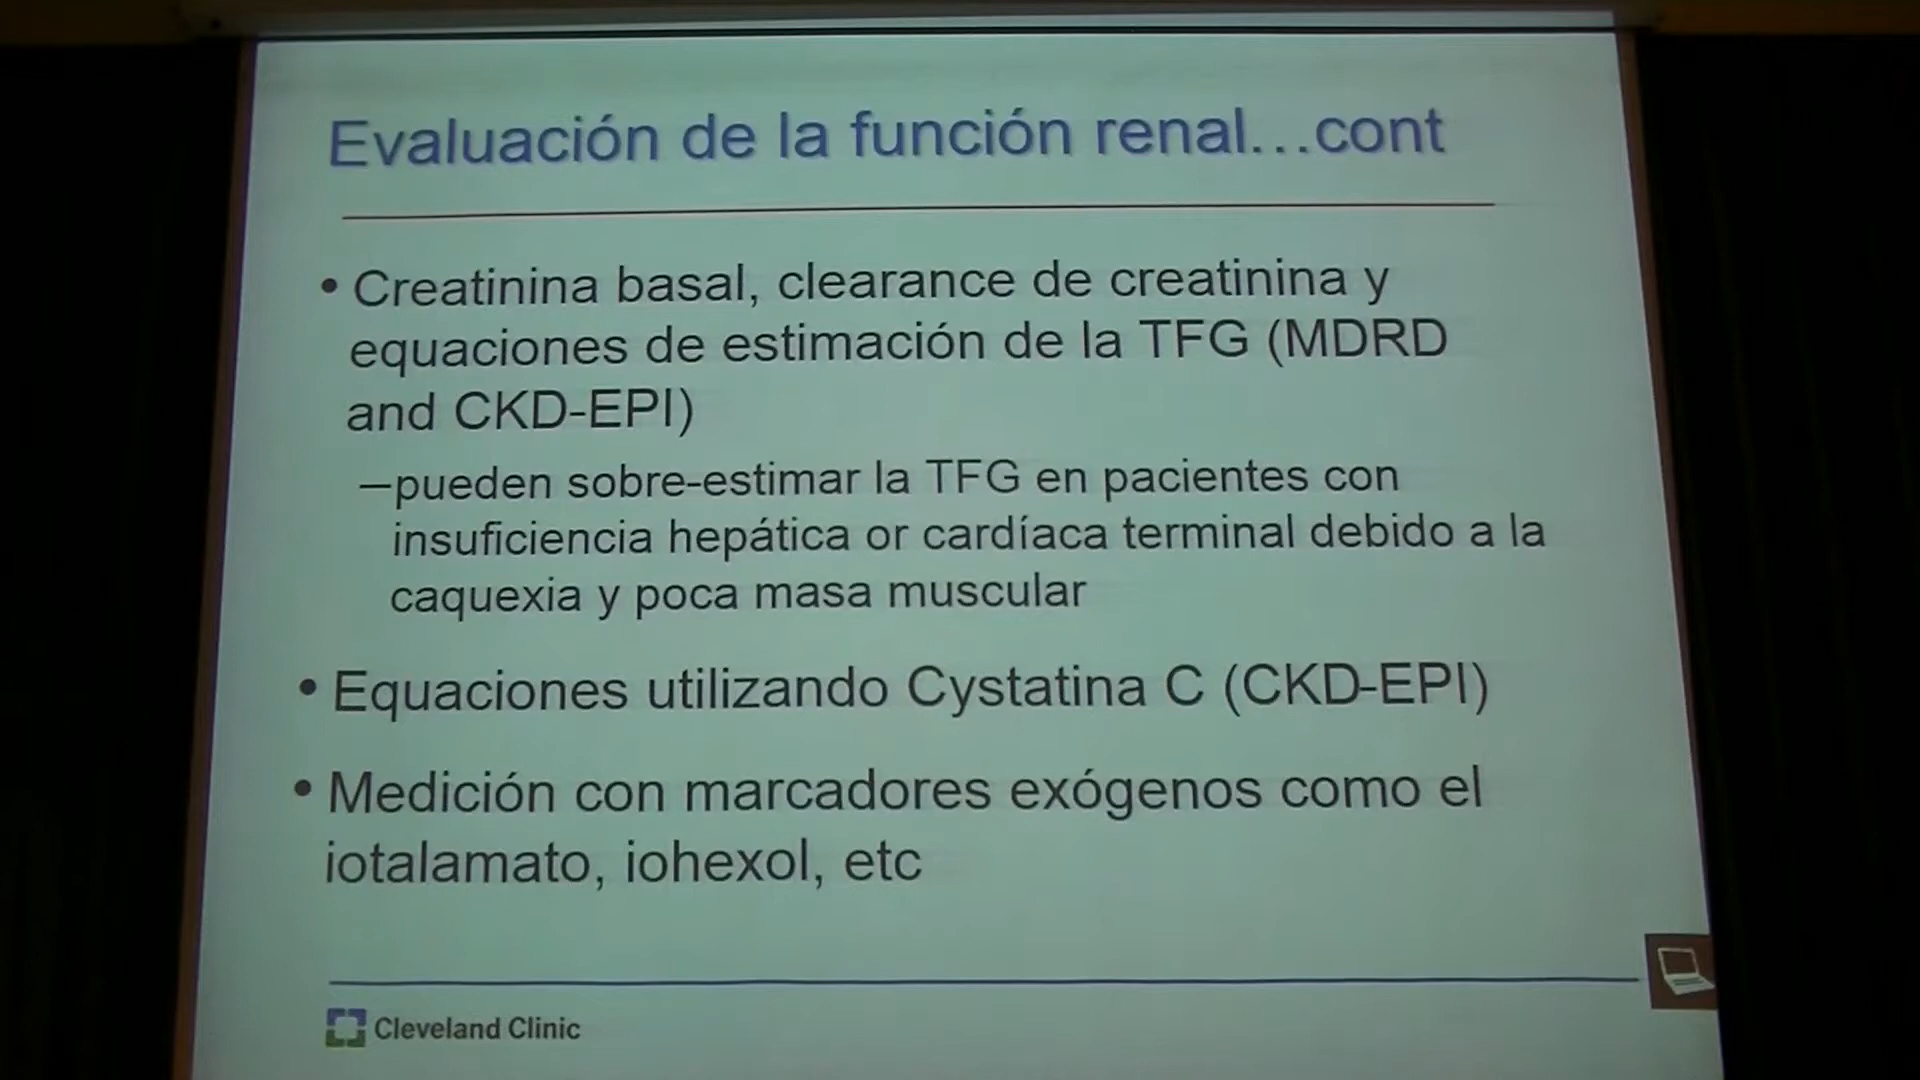 Evaluación de la función renal...cont
• Creatinina basal, clearance de creatinina y
equaciones de estimación de la TFG (MDRD
and CKD-EPI)
–pueden sobre-estimar la TFG en pacientes con
insuficiencia hepática or cardíaca terminal debido a la
caquexia y poca masa muscular
• Equaciones utilizando Cystatina C (CKD-EPI)
• Medición con marcadores exógenos como el
iotalamato, iohexol, etc
Cleveland Clinic